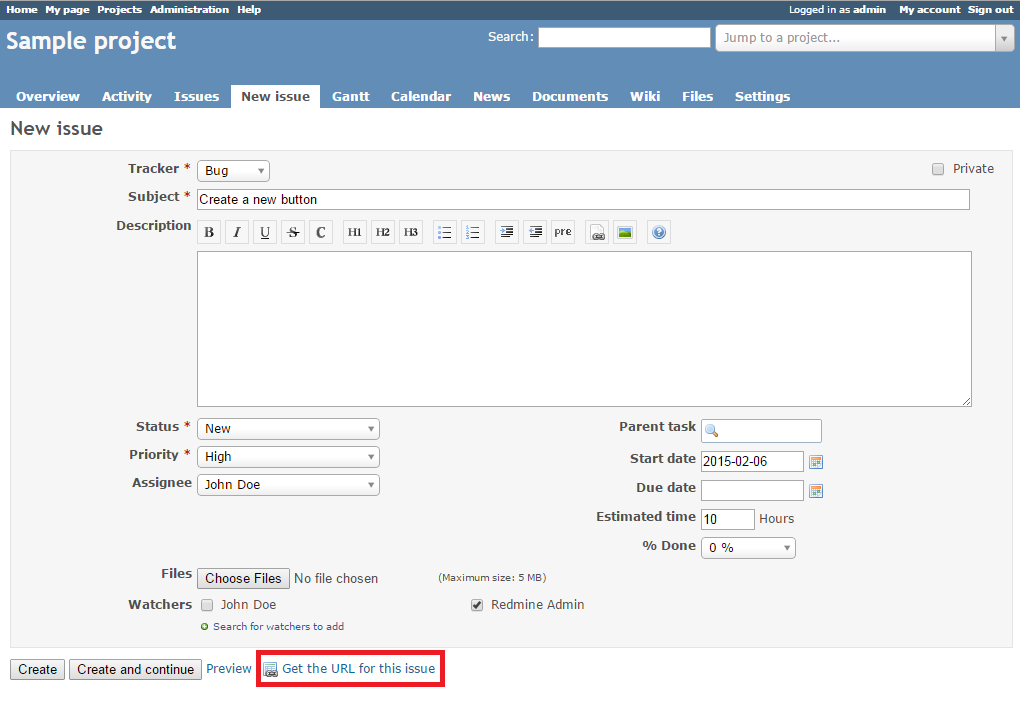 Home My page Projects Administration Help Logged in as admin My account Sign out
Sample project Search: Jump to a project...
Overview Activity Issues New issue Gantt Calendar News Documents Wiki Files Settings
New issue
Tracker * Bug Private
Subject * Create a new button
Description B I U S C H1 H2 H3 pre
Status * New Parent task
Priority * High Start date 2015-02-06
Assignee John Doe Due date
Estimated time 10 Hours
% Done 0 %
Files Choose Files No file chosen (Maximum size: 5 MB)
Watchers John Doe Redmine Admin
Search for watchers to add
Create Create and continue Preview Get the URL for this issue